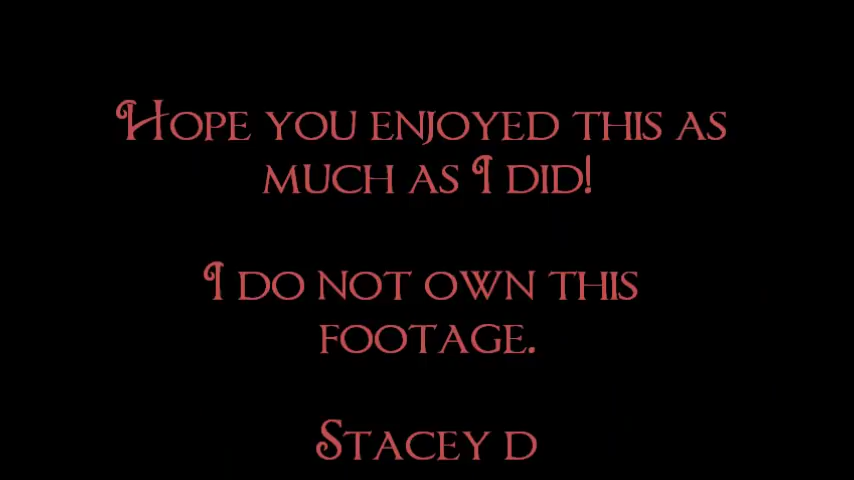 Hope you enjoyed this as
much as I did!
I do not own this
footage.
Stacey D